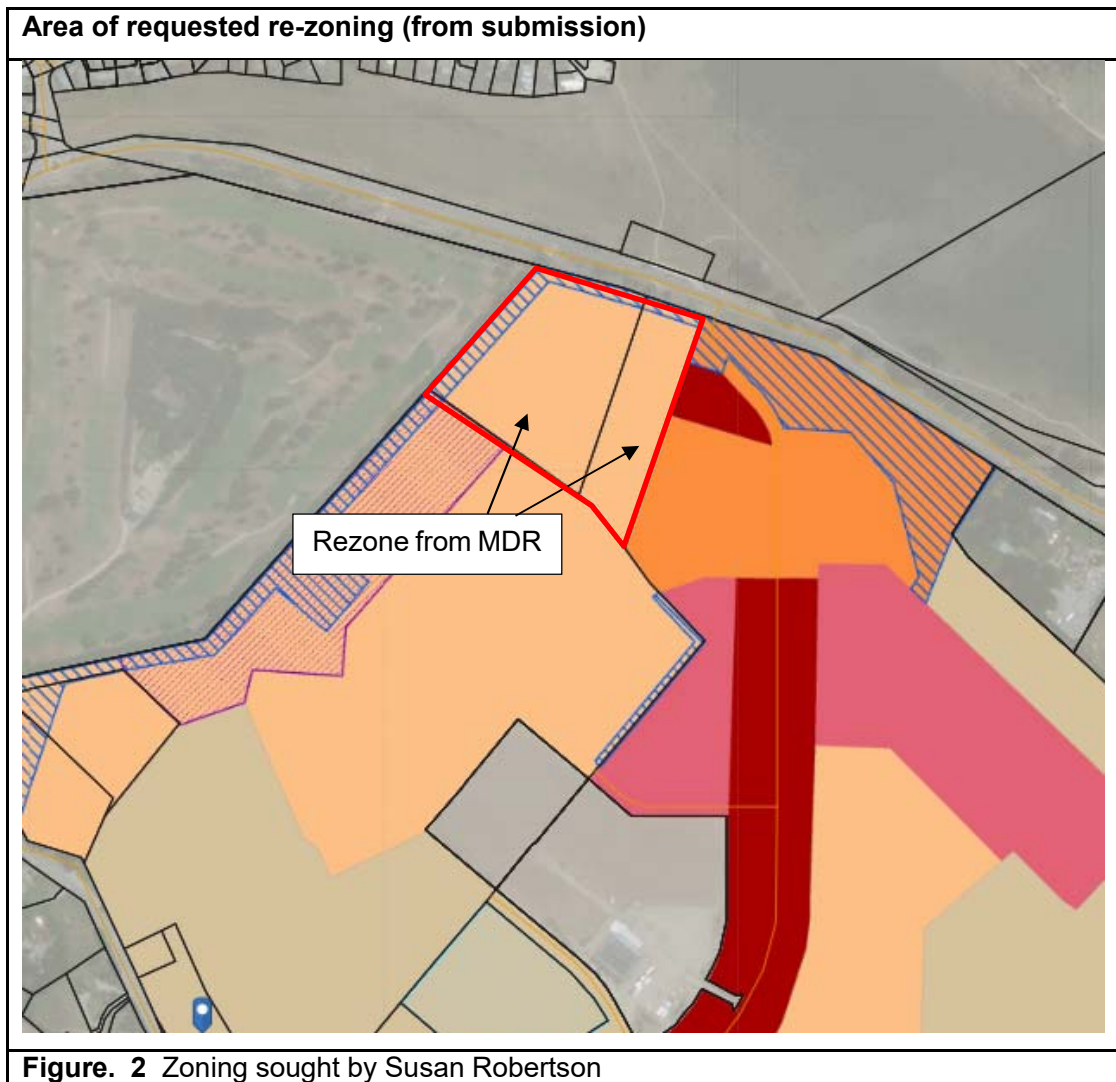 Area of requested re-zoning (from submission)
Rezone from MDR
Figure. 2 Zoning sought by Susan Robertson